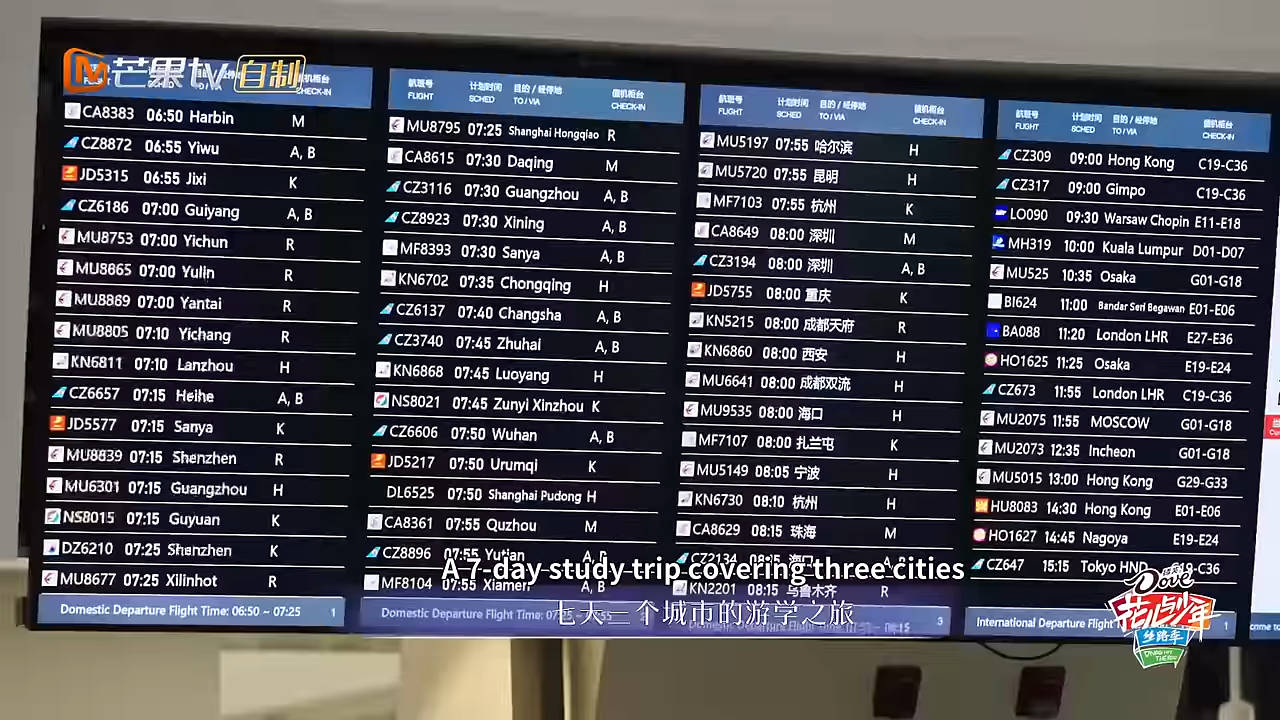 芒果tv 自制
航班号 计划时间 目的/经停地 值机柜台
FLIGHT SCHED TO / VIA CHECK-IN
CA8383 06:50 Harbin M
CZ8872 06:55 Yiwu A, B
JD5315 06:55 Jixi K
CZ6186 07:00 Guiyang A, B
MU8753 07:00 Yichun R
MU8865 07:00 Yulin R
MU8869 07:00 Yantai R
MU8805 07:10 Yichang R
KN6811 07:10 Lanzhou H
CZ6657 07:15 Heihe A, B
JD5577 07:15 Sanya K
MU8839 07:15 Shenzhen R
MU6301 07:15 Guangzhou H
NS8015 07:15 Guyuan K
DZ6210 07:25 Shenzhen K
MU8677 07:25 Xilinhot R
Domestic Departure Flight Time: 06:50 ~ 07:25 1
MU8795 07:25 Shanghai Hongqiao R
CA8615 07:30 Daqing M
CZ3116 07:30 Guangzhou A, B
CZ8923 07:30 Xining A, B
MF8393 07:30 Sanya A, B
KN6702 07:35 Chongqing H
CZ6137 07:40 Changsha A, B
CZ3740 07:45 Zhuhai A, B
KN6868 07:45 Luoyang H
NS8021 07:45 Zunyi Xinzhou K
CZ6606 07:50 Wuhan A, B
JD5217 07:50 Urumqi K
DL6525 07:50 Shanghai Pudong H
CA8361 07:55 Quzhou M
CZ8896 07:55 Yutian A, B
MF8104 07:55 Xiamen A, B
Domestic Departure Flight Time:
航班号 计划时间 目的/经停地 值机柜台
FLIGHT SCHED TO / VIA CHECK-IN
MU5197 07:55 哈尔滨 H
MU5720 07:55 昆明 H
MF7103 07:55 杭州 K
CA8649 08:00 深圳 M
CZ3194 08:00 深圳 A, B
JD5755 08:00 重庆 K
KN5215 08:00 成都天府 R
KN6860 08:00 西安 H
MU6641 08:00 成都双流 H
MU9535 08:00 海口 H
MF7107 08:00 扎兰屯 K
MU5149 08:05 宁波 H
KN6730 08:10 杭州 H
CA8629 08:15 珠海 M
CZ2134 08:15 海口 A, B
KN2201 08:15 乌鲁木齐 R
3
航班号 计划时间 目的/经停地 值机柜台
FLIGHT SCHED TO / VIA CHECK-IN
CZ309 09:00 Hong Kong C19-C36
CZ317 09:00 Gimpo C19-C36
LO090 09:30 Warsaw Chopin E11-E18
MH319 10:00 Kuala Lumpur D01-D07
MU525 10:35 Osaka G01-G18
BI624 11:00 Bandar Seri Begawan E01-E06
BA088 11:20 London LHR E27-E36
HO1625 11:25 Osaka E19-E24
CZ673 11:55 London LHR C19-C36
MU2075 11:55 MOSCOW G01-G18
MU2073 12:35 Incheon G01-G18
MU5015 13:00 Hong Kong G29-G33
HU8083 14:30 Hong Kong E01-E06
HO1627 14:45 Nagoya E19-E24
CZ647 15:15 Tokyo HND C19-C36
International Departure Flight 1
A 7-day study trip covering three cities
七天三个城市的游学之旅
Dove
花儿与少年
丝路季